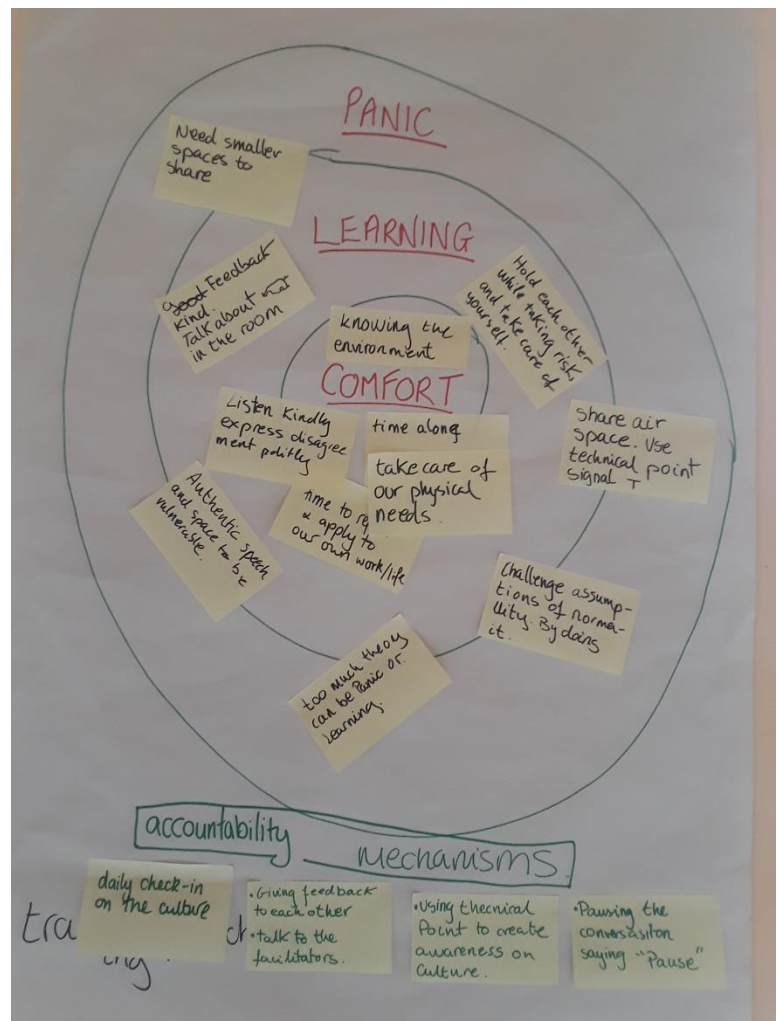 PANIC
Need smaller
spaces to
share
LEARNING
good Feedback
kind.
Talk about
in the room
Hold each other
while taking risks
and take care of
yourself.
knowing the
environment
COMFORT
Listen Kindly
express disagree
ment politly
time along
take care of
our physical
needs.
time to
& apply to
our own work/life
share air
space. Use
technical point
signal T
Authentic speech
and space to be
vulnerable.
Challenge assump-
tions of norma-
lity. By doing
it.
too much theory
can be Panic or
Learning.
accountability
mechanisms.
daily check-in
on the culture
•Giving feedback
to each other
•talk to the
facilitators.
•Using thecnical
Point to create
awareness on
culture.
•Pausing the
conversasiton
saying "Pause"